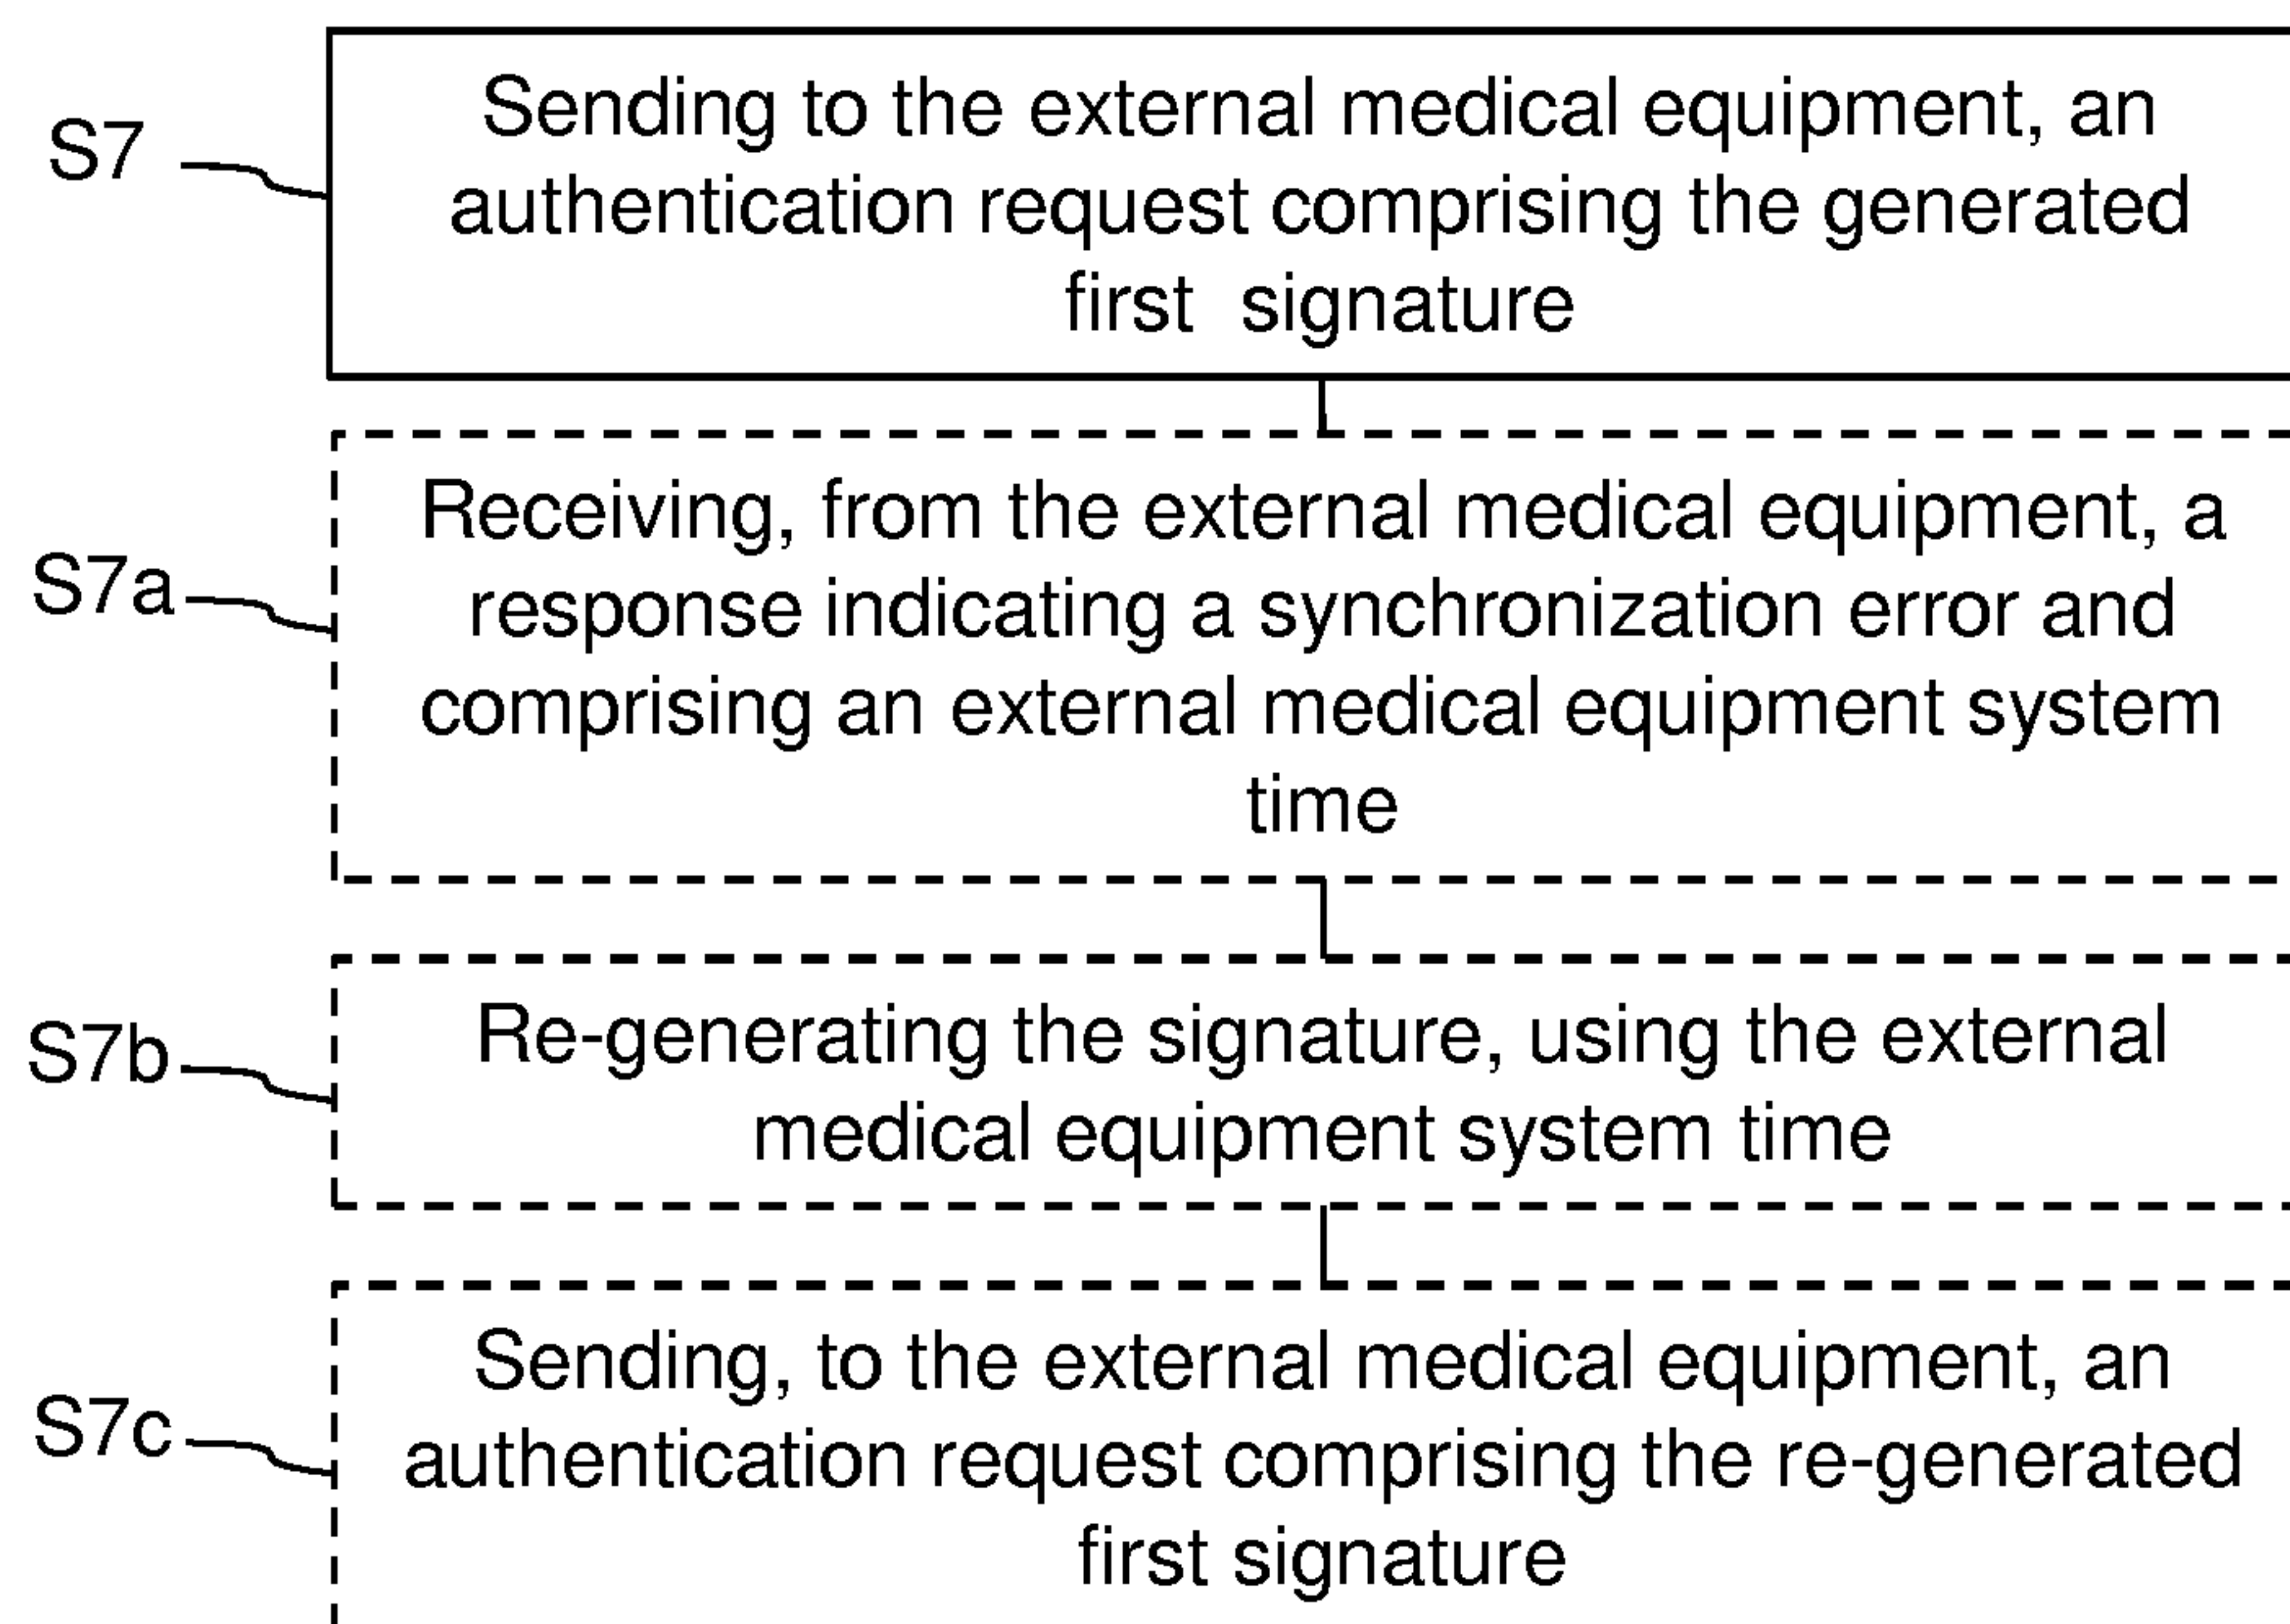 S7
Sending to the external medical equipment, an
authentication request comprising the generated
first signature
S7a
Receiving, from the external medical equipment, a
response indicating a synchronization error and
comprising an external medical equipment system
time
S7b
Re-generating the signature, using the external
medical equipment system time
S7c
Sending, to the external medical equipment, an
authentication request comprising the re-generated
first signature